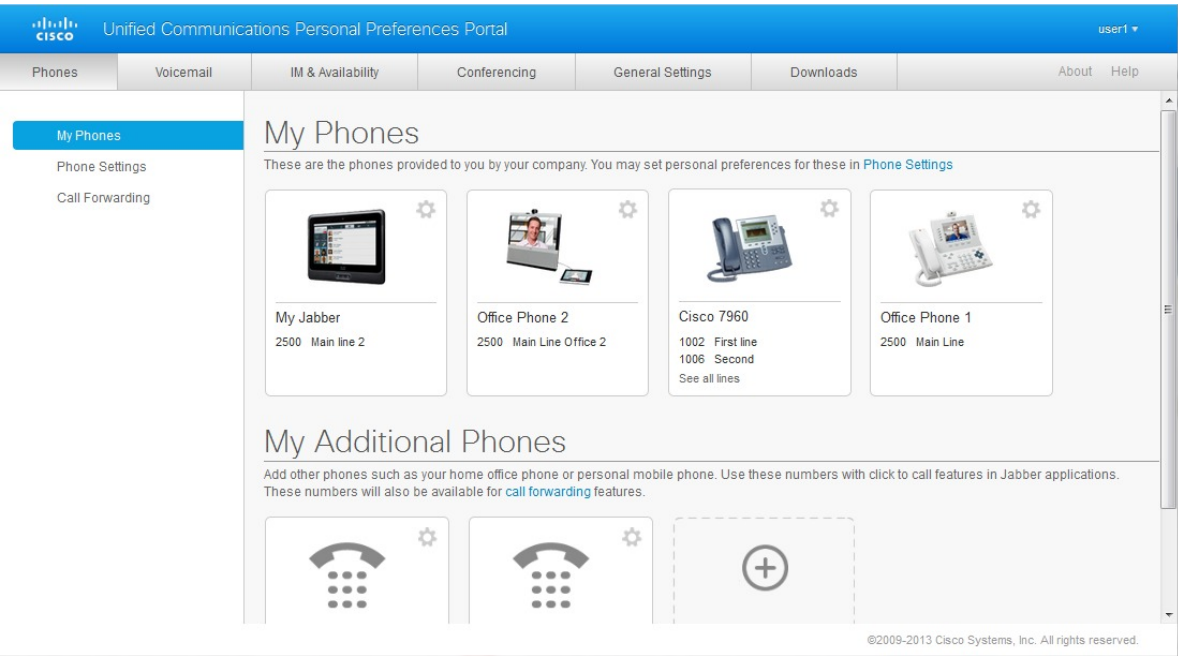 CISCO Unified Communications Personal Preferences Portal user1
Phones Voicemail IM & Availability Conferencing General Settings Downloads About Help
My Phones
Phone Settings
Call Forwarding
My Phones
These are the phones provided to you by your company. You may set personal preferences for these in Phone Settings
My Jabber
2500 Main line 2
Office Phone 2
2500 Main Line Office 2
Cisco 7960
1002 First line
1006 Second
See all lines
Office Phone 1
2500 Main Line
My Additional Phones
Add other phones such as your home office phone or personal mobile phone. Use these numbers with click to call features in Jabber applications.
These numbers will also be available for call forwarding features.
©2009-2013 Cisco Systems, Inc. All rights reserved.